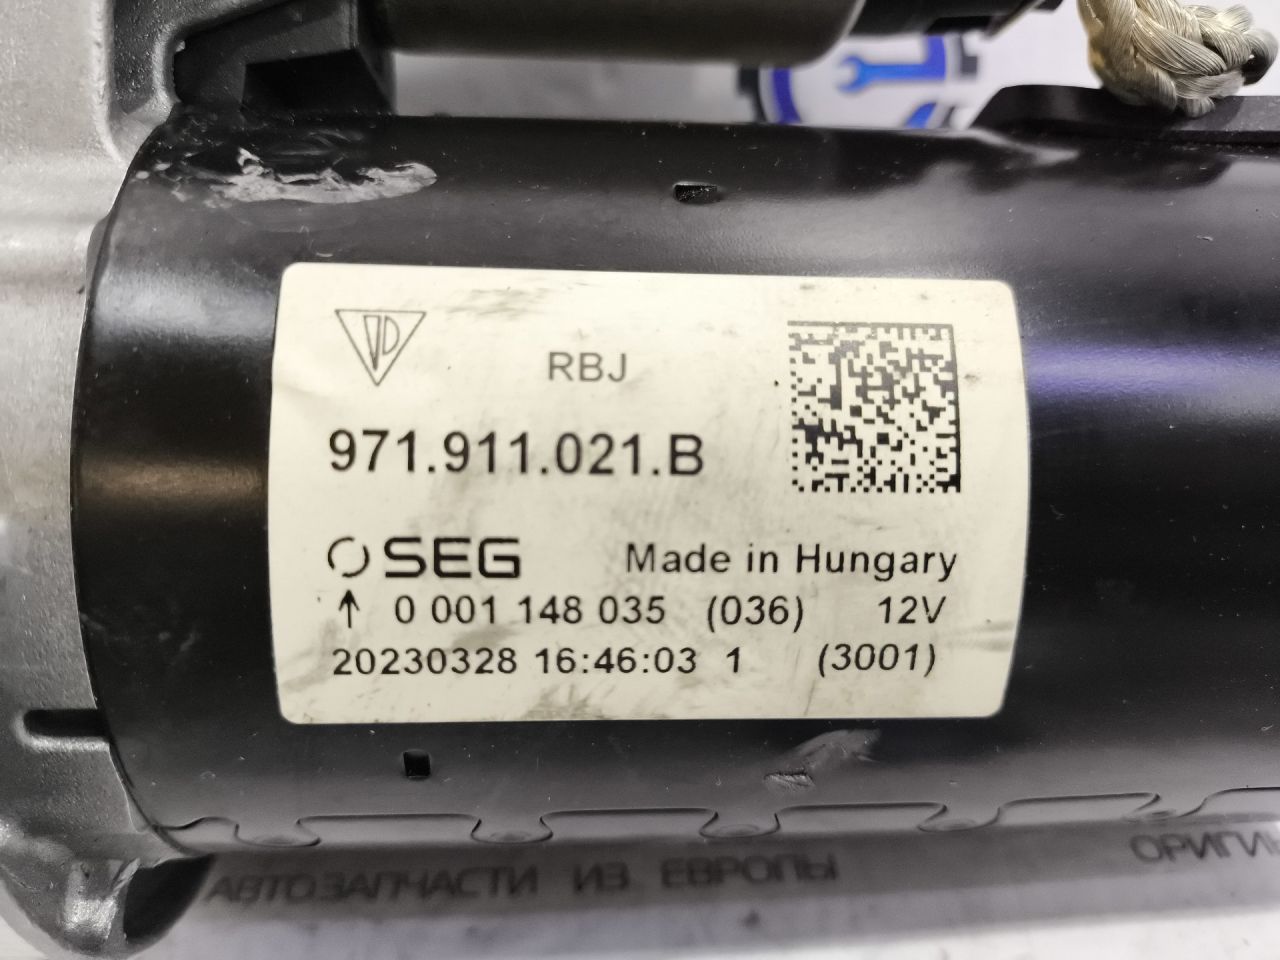 RBJ
971.911.021.B
SEG Made in Hungary
0 001 148 035 (036) 12V
20230328 16:46:03 1 (3001)
АВТОЗАПЧАСТИ ИЗ ЕВРОПЫ